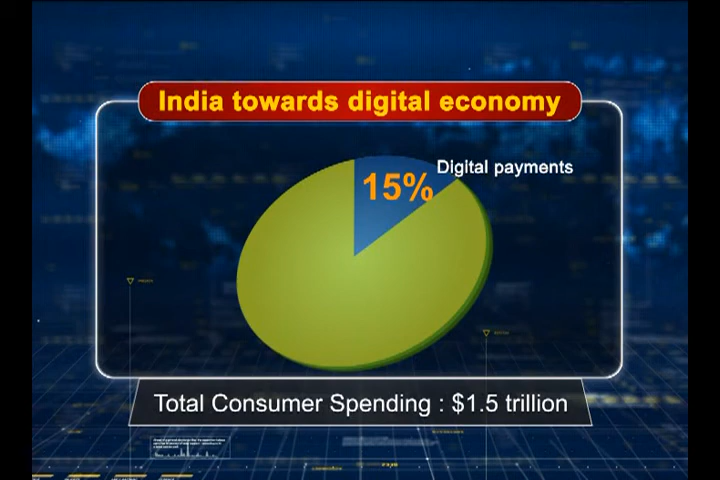 India towards digital economy
Digital payments
15%
Total Consumer Spending : $1.5 trillion